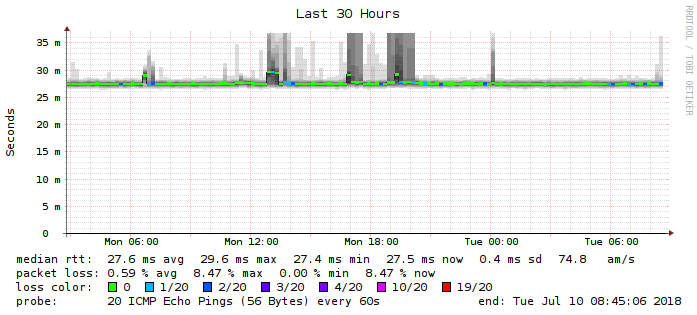 Last 30 Hours
RRDTOOL / TOBI OETIKER
Seconds
35 m
30 m
25 m
20 m
15 m
10 m
5 m
0
Mon 06:00 Mon 12:00 Mon 18:00 Tue 00:00 Tue 06:00
median rtt: 27.6 ms avg 29.6 ms max 27.4 ms min 27.5 ms now 0.4 ms sd 74.8 am/s
packet loss: 0.59 % avg 8.47 % max 0.00 % min 8.47 % now
loss color: 0 1/20 2/20 3/20 4/20 10/20 19/20
probe: 20 ICMP Echo Pings (56 Bytes) every 60s end: Tue Jul 10 08:45:06 2018